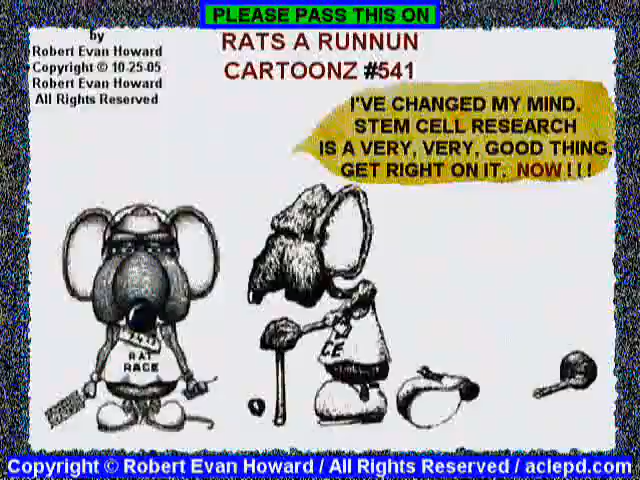 PLEASE PASS THIS ON
by
Robert Evan Howard
Copyright © 10-25-05
Robert Evan Howard
All Rights Reserved
RATS A RUNNUN
CARTOONZ #541
I'VE CHANGED MY MIND.
STEM CELL RESEARCH
IS A VERY, VERY, GOOD THING.
GET RIGHT ON IT. NOW ! ! !
RAT
RACE
CE
Copyright © Robert Evan Howard / All Rights Reserved / aclepd.com